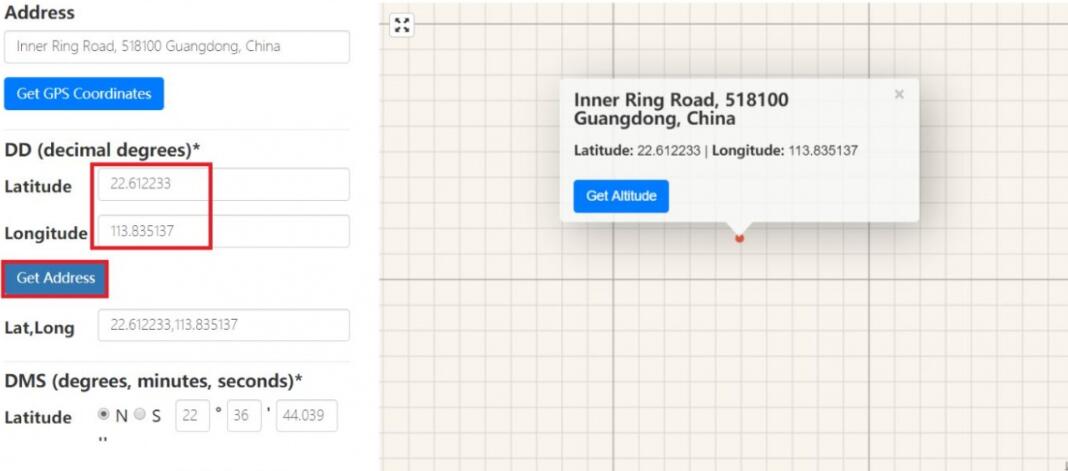 Address
Inner Ring Road, 518100 Guangdong, China
Get GPS Coordinates
DD (decimal degrees)*
Latitude 22.612233
Longitude 113.835137
Get Address
Lat,Long 22.612233,113.835137
DMS (degrees, minutes, seconds)*
Latitude N S 22 ° 36 ' 44.039
"
Inner Ring Road, 518100
Guangdong, China
×
Latitude: 22.612233 | Longitude: 113.835137
Get Altitude